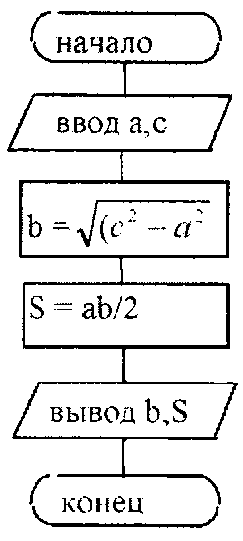 начало
ввод a,c
b = √(c² − a²
S = ab/2
вывод b,S
конец